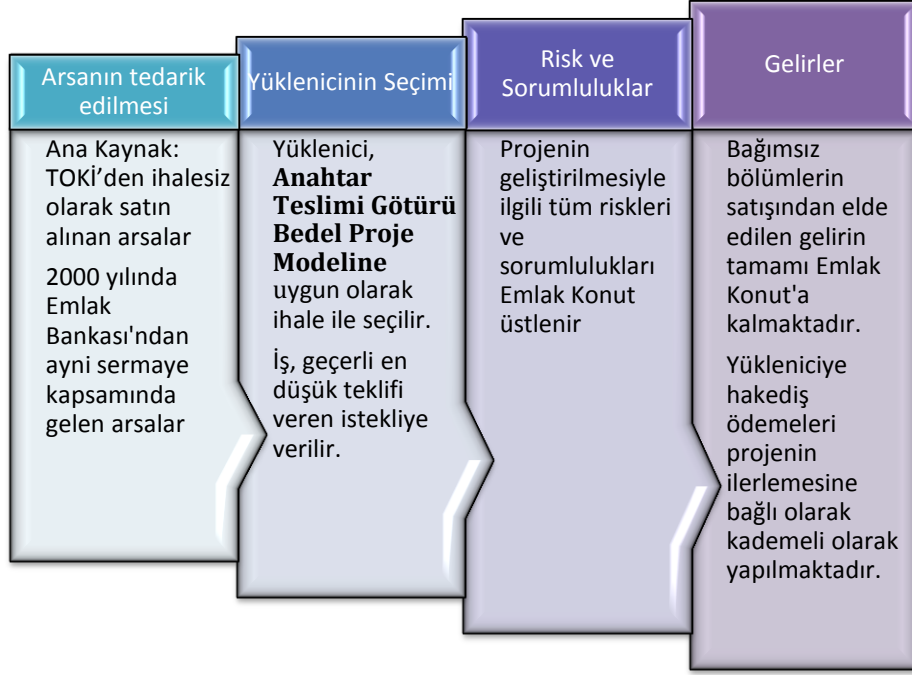 Arsanın tedarik
edilmesi
Ana Kaynak:
TOKİ’den ihalesiz
olarak satın
alınan arsalar
2000 yılında
Emlak
Bankası'ndan
ayni sermaye
kapsamında
gelen arsalar
Yüklenicinin Seçimi
Yüklenici,
Anahtar
Teslimi Götürü
Bedel Proje
Modeline
uygun olarak
ihale ile seçilir.
İş, geçerli en
düşük teklifi
veren istekliye
verilir.
Risk ve
Sorumluluklar
Projenin
geliştirilmesiyle
ilgili tüm riskleri
ve
sorumlulukları
Emlak Konut
üstlenir
Gelirler
Bağımsız
bölümlerin
satışından elde
edilen gelirin
tamamı Emlak
Konut'a
kalmaktadır.
Yükleniciye
hakediş
ödemeleri
projenin
ilerlemesine
bağlı olarak
kademeli olarak
yapılmaktadır.